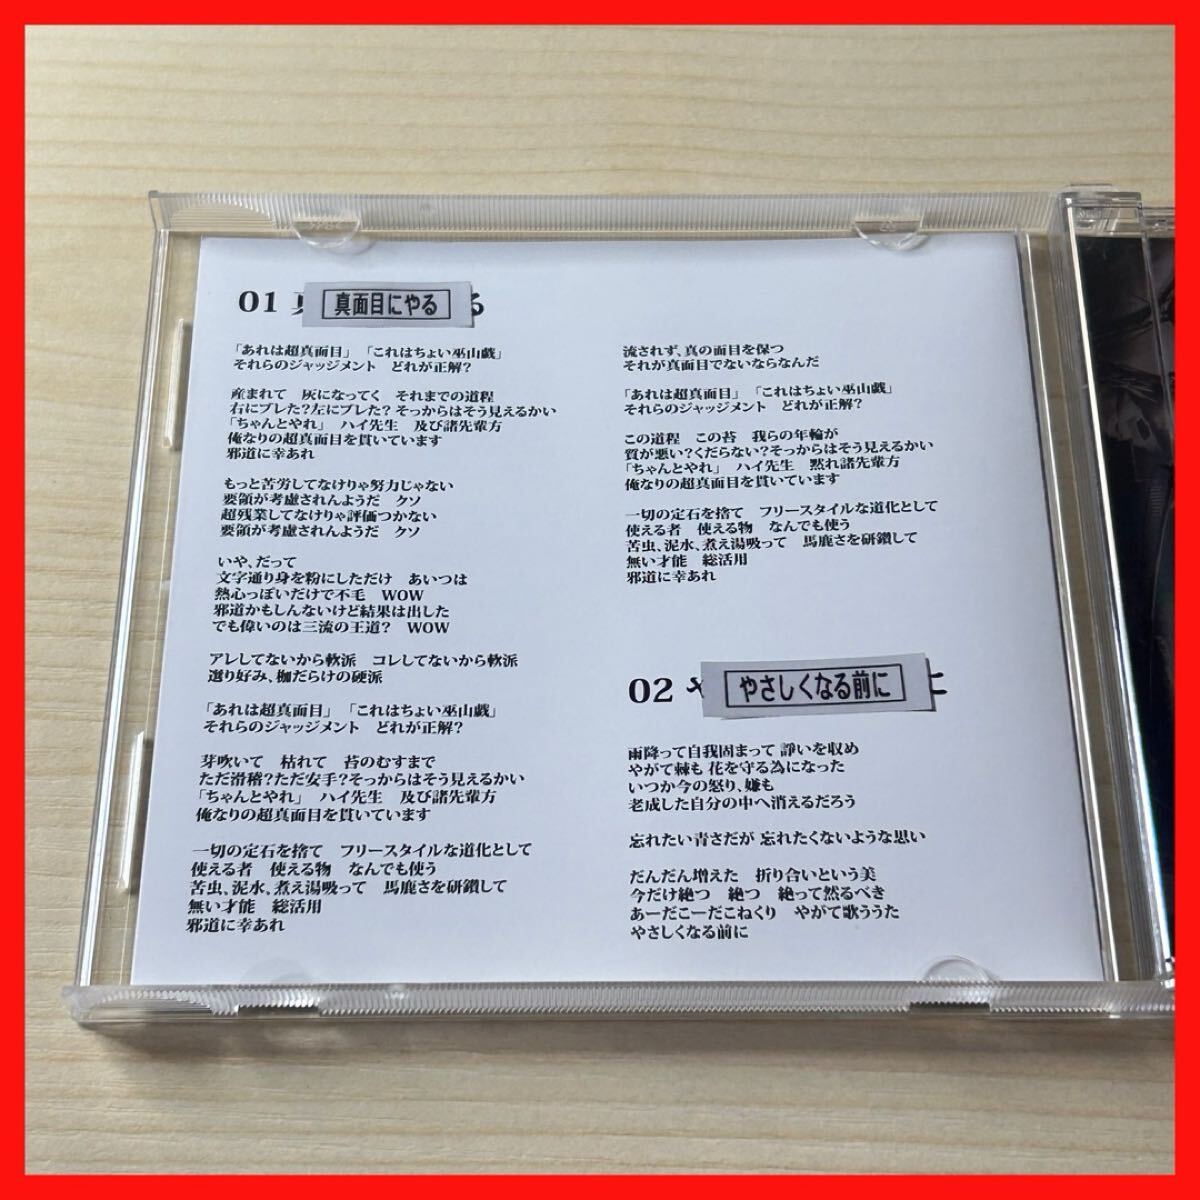 01 真面目にやる
「あれは超真面目」 「これはちょい巫山戯」
それらのジャッジメント どれが正解？
産まれて 灰になってく それまでの道程
右にブレた？左にブレた？ そっからはそう見えるかい
「ちゃんとやれ」 ハイ先生 及び諸先輩方
俺なりの超真面目を貫いています
邪道に幸あれ
もっと苦労してなけりゃ努力じゃない
要領が考慮されんようだ クソ
超残業してなけりゃ評価つかない
要領が考慮されんようだ クソ
いや、だって
文字通り身を粉にしただけ あいつは
熱心っぽいだけで不毛 WOW
邪道かもしんないけど結果は出した
でも偉いのは三流の王道？ WOW
アレしてないから軟派 コレしてないから軟派
選り好み、枷だらけの硬派
「あれは超真面目」 「これはちょい巫山戯」
それらのジャッジメント どれが正解？
芽吹いて 枯れて 苔のむすまで
ただ滑稽？ただ安手？そっからはそう見えるかい
「ちゃんとやれ」 ハイ先生 及び諸先輩方
俺なりの超真面目を貫いています
一切の定石を捨て フリースタイルな道化として
使える者 使える物 なんでも使う
苦虫、泥水、煮え湯吸って 馬鹿さを研鑽して
無い才能 総活用
邪道に幸あれ
流されず、真の面目を保つ
それが真面目でないならなんだ
「あれは超真面目」 「これはちょい巫山戯」
それらのジャッジメント どれが正解？
この道程 この苔 我らの年輪が
質が悪い？くだらない？そっからはそう見えるかい
「ちゃんとやれ」 ハイ先生 黙れ諸先輩方
俺なりの超真面目を貫いています
一切の定石を捨て フリースタイルな道化として
使える者 使える物 なんでも使う
苦虫、泥水、煮え湯吸って 馬鹿さを研鑽して
無い才能 総活用
邪道に幸あれ
02 やさしくなる前に
雨降って自我固まって 諍いを収め
やがて棘も 花を守る為になった
いつか今の怒り、嫌も
老成した自分の中へ消えるだろう
忘れたい青さだが 忘れたくないような思い
だんだん増えた 折り合いという美
今だけ絶つ 絶つ 絶って然るべき
あーだこーだこねくり やがて歌ううた
やさしくなる前に